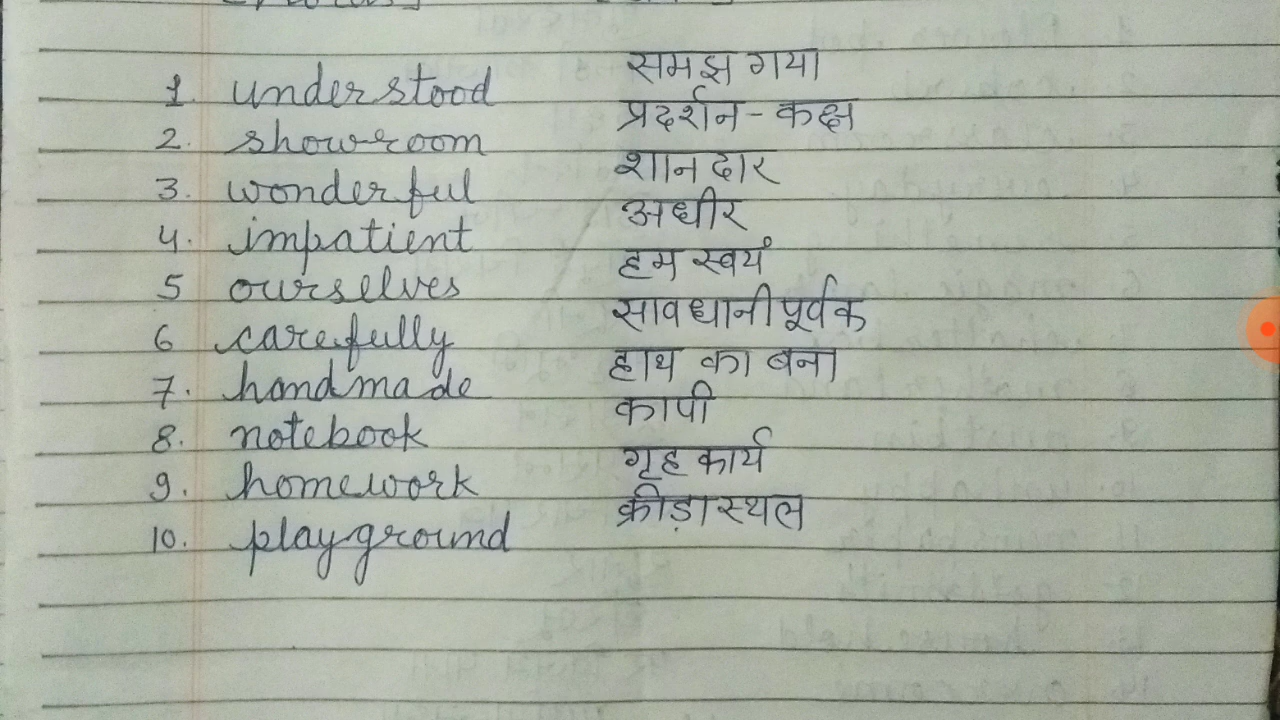 1. understood समझ गया
2. showroom प्रदर्शन - कक्ष
3. wonderful शानदार
4. impatient अधीर
5 ourselves हम स्वयं
6 carefully सावधानीपूर्वक
7. handmade हाथ का बना
8. notebook कापी
9. homework गृह कार्य
10. playground क्रीड़ास्थल